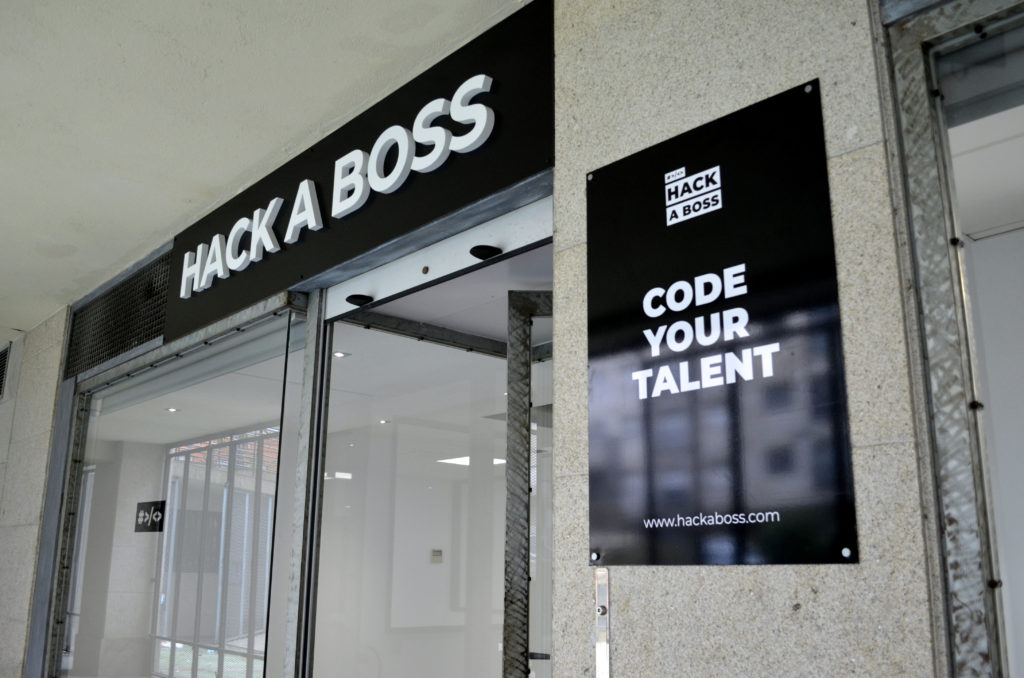 HACK A BOSS
#>/<>
HACK
A BOSS
CODE
YOUR
TALENT
www.hackaboss.com
#>/<>